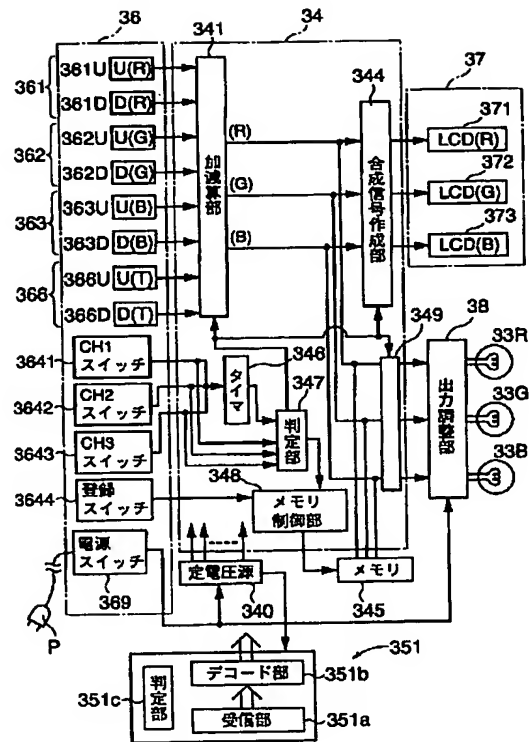 36
341
34
37
361
361U U(R)
361D D(R)
362
362U U(G)
362D D(G)
363
363U U(B)
363D D(B)
366
366U U(T)
366D D(T)
加減算部
(R)
(G)
(B)
344
合成信号作成部
371
LCD(R)
372
LCD(G)
373
LCD(B)
3641
CH1
スイッチ
3642
CH2
スイッチ
3643
CH3
スイッチ
3644
登録
スイッチ
電源
スイッチ
369
P
346
タイマ
347
判定部
348
メモリ
制御部
349
38
出力調整部
33R
33G
33B
定電圧源
340
メモリ
345
351
351c
判定部
デコード部
351b
受信部
351a